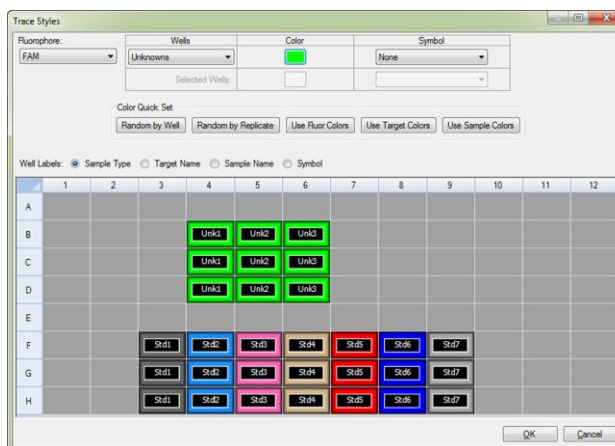 Trace Styles
Fluorophore:
Wells Color Symbol
FAM Unknowns None
Selected Wells:
Color Quick Set
Random by Well Random by Replicate Use Fluor Colors Use Target Colors Use Sample Colors
Well Labels: Sample Type Target Name Sample Name Symbol
1 2 3 4 5 6 7 8 9 10 11 12
A
B Unk1 Unk2 Unk3
C Unk1 Unk2 Unk3
D Unk1 Unk2 Unk3
E
F Std1 Std2 Std3 Std4 Std5 Std6 Std7
G Std1 Std2 Std3 Std4 Std5 Std6 Std7
H Std1 Std2 Std3 Std4 Std5 Std6 Std7
OK Cancel